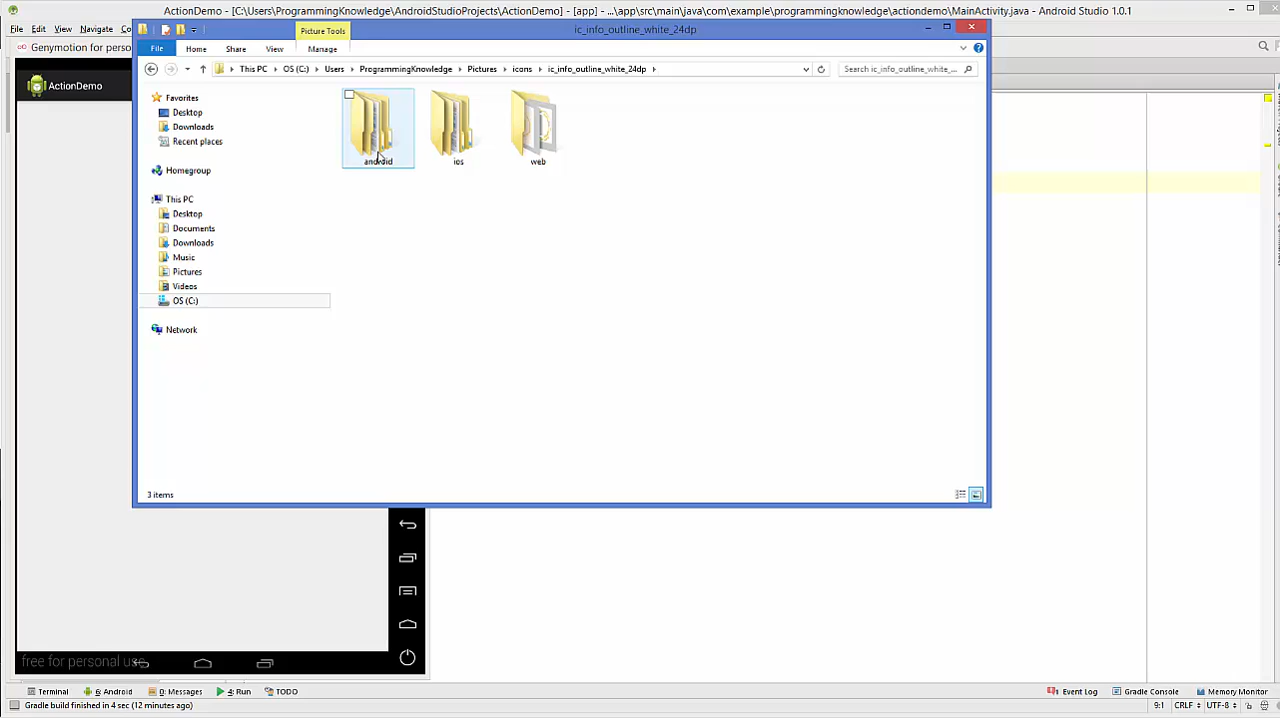 ActionDemo - [C:\Users\ProgrammingKnowledge\AndroidStudioProjects\ActionDemo] - [app] - ...\app\src\main\java\com\example\programmingknowledge\actiondemo\MainActivity.java - Android Studio 1.0.1
File Edit View Navigate
Picture Tools
ic_info_outline_white_24dp
Genymotion for perso
File Home Share View Manage
This PC OS (C:) Users ProgrammingKnowledge Pictures icons ic_info_outline_white_24dp
Search ic_info_outline_white_...
ActionDemo
Favorites
Desktop
Downloads
Recent places
Homegroup
This PC
Desktop
Documents
Downloads
Music
Pictures
Videos
OS (C:)
Network
android
ios
web
3 items
free for personal use
Terminal 6: Android 0: Messages 4: Run TODO
Event Log Gradle Console Memory Monitor
Gradle build finished in 4 sec (12 minutes ago)
9:1 CRLF UTF-8